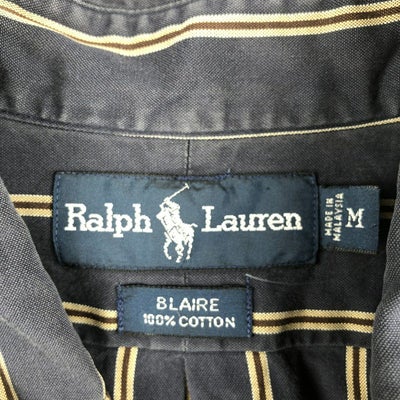 Ralph Lauren
MADE IN
MALAYSIA
M
BLAIRE
100% COTTON